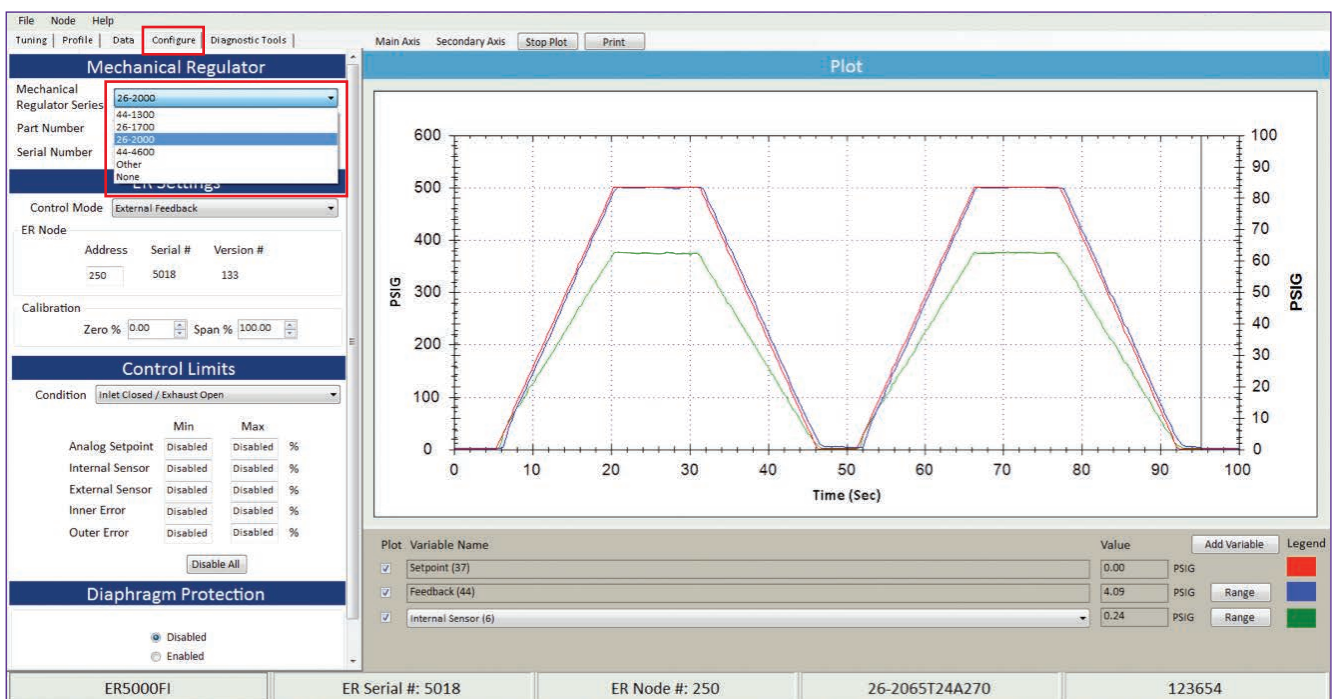 File Node Help
Tuning Profile Data Configure Diagnostic Tools
Main Axis Secondary Axis Stop Plot Print
Mechanical Regulator
Mechanical
Regulator Series
26-2000
44-1300
26-1700
26-2000
44-4600
Other
None
Part Number
Serial Number
ER Settings
Control Mode External Feedback
ER Node
Address Serial # Version #
250 5018 133
Calibration
Zero % 0.00 Span % 100.00
Control Limits
Condition Inlet Closed / Exhaust Open
Min Max
Analog Setpoint Disabled Disabled %
Internal Sensor Disabled Disabled %
External Sensor Disabled Disabled %
Inner Error Disabled Disabled %
Outer Error Disabled Disabled %
Disable All
Diaphragm Protection
Disabled
Enabled
Plot
600
500
400
300
200
100
0
PSIG
100
90
80
70
60
50
40
30
20
10
0
PSIG
0 10 20 30 40 50 60 70 80 90 100
Time (Sec)
Plot Variable Name Value Add Variable Legend
Setpoint (37) 0.00 PSIG
Feedback (44) 4.09 PSIG Range
Internal Sensor (6) 0.24 PSIG Range
ER5000FI ER Serial #: 5018 ER Node #: 250 26-2065T24A270 123654